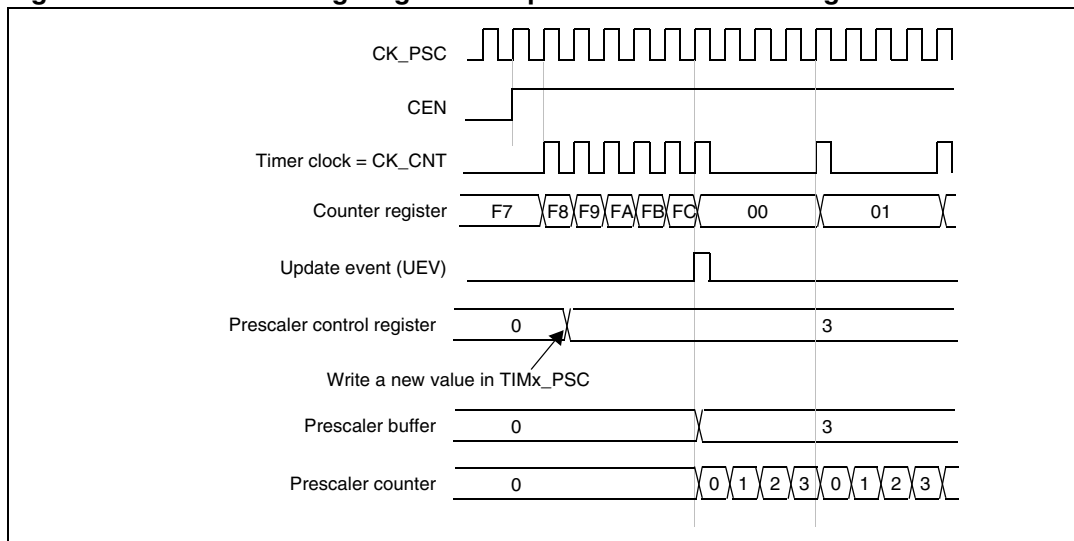 CK_PSC
CEN
Timer clock = CK_CNT
Counter register F7 F8 F9 FA FB FC 00 01
Update event (UEV)
Prescaler control register 0 3
Write a new value in TIMx_PSC
Prescaler buffer 0 3
Prescaler counter 0 0 1 2 3 0 1 2 3